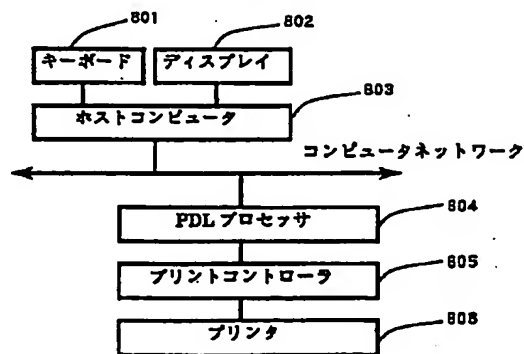 801
802
キーボード
ディスプレイ
803
ホストコンピュータ
コンピュータネットワーク
PDLプロセッサ
804
プリントコントローラ
805
プリンタ
806